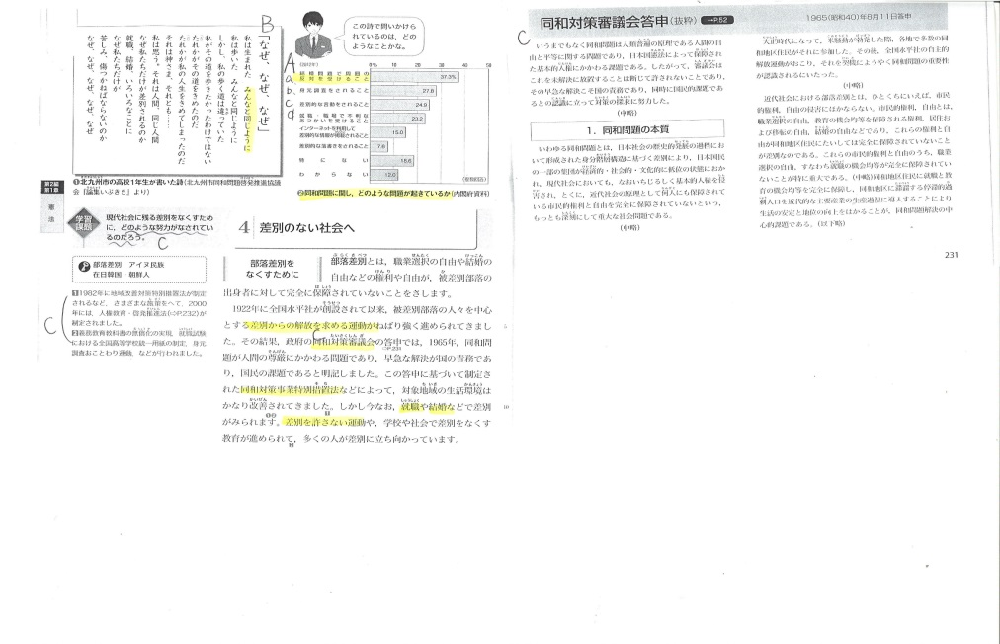 B
「なぜ、なぜ、なぜ」
私は生まれた　みんなと同じように
私は歩いた　みんなと同じように
しかし、私の歩く道は違っていた
私がその道を歩きたかったわけではない
だれがその道をきめたのだ
だれが私の人生をきめてしまったのだ
それは神さま、それとも……
私は思う。それは人間、同じ人間
なぜ私たちだけが差別されるのか
就職、結婚、いろいろなことに
なぜ私たちだけが
苦しみ、傷つかねばならないのか
なぜ、なぜ、なぜ、なぜ
❶北九州市の高校1年生が書いた詩(北九州市同和問題啓発推進協議
会「論集いぶき5」より)
この詩で問いかけら
れているのは、どの
ようなことかな。
A
0% 10 20 30 40 50
a 結婚問題で周囲の
反対を受けること 37.3%
b 身元調査をされること 27.8
c 差別的な言動をされること 24.9
d 就職・職場で不利な
あつかいを受けること 23.2
インターネットを利用して
差別的な情報が掲載されること 15.0
差別的な落書きをされること 7.6
特にない 18.6
わからない 12.0
❷同和問題に関し、どのような問題が起きているか(内閣府資料)
第2編
第1章
憲法
学習
課題
現代社会に残る差別をなくすため
に、どのような努力がなされてい
るのだろう。
C
部落差別　アイヌ民族
在日韓国・朝鮮人
C
1 1982年に地域改善対策特別措置法が制定
されるなど、さまざまな施策をへて、2000
年には、人権教育・啓発推進法(⇨P.232)が
制定されました。
2 義務教育教科書の無償化の実現、就職試験
における全国高等学校統一用紙の制定、身元
調査おことわり運動、などが行われました。
4　差別のない社会へ
部落差別を
なくすために
部落差別とは，職業選択の自由や結婚の
自由などの権利や自由が，被差別部落の
出身者に対して完全に保障されていないことをさします。
1922年に全国水平社が創設されて以来，被差別部落の人々を中心
とする差別からの解放を求める運動がねばり強く進められてきまし
C
た。その結果，政府の同和対策審議会の答申では，1965年，同和問
⇨P.231
題が人間の尊厳にかかわる問題であり，早急な解決が国の責務であ
り，国民の課題であると明記しました。この答申に基づいて制定さ
れた同和対策事業特別措置法などによって，対象地域の生活環境は
かなり改善されてきました。しかし今なお，就職や結婚などで差別
がみられます。差別を許さない運動や，学校や社会で差別をなくす
教育が進められて，多くの人が差別に立ち向かっています。
5
10
C
同和対策審議会答申(抜粋)　→P.52
1965(昭和40)年8月11日答申
いうまでもなく同和問題は人類普遍の原理である人間の自
由と平等に関する問題であり，日本国憲法によって保障され
た基本的人権にかかわる課題である。したがって，審議会は
これを未解決に放置することは断じて許されないことであり，
その早急な解決こそ国の責務であり，同時に国民的課題であ
るとの認識に立って対策の探求に努力した。
(中略)
1．同和問題の本質
いわゆる同和問題とは，日本社会の歴史的発展の過程にお
いて形成された身分階層構造に基づく差別により，日本国民
の一部の集団が経済的・社会的・文化的に低位の状態におか
れ，現代社会においても，なおいちじるしく基本的人権を侵
害され，とくに，近代社会の原理として何人にも保障されて
いる市民的権利と自由を完全に保障されていないという，
もっとも深刻にして重大な社会問題である。
(中略)
大正時代になって，米騒動が勃発した際，各地で多数の同
和地区住民がそれに参加した。その後，全国水平社の自主的
解放運動がおこり，それを契機にようやく同和問題の重要性
が認識されるにいたった。
(中略)
近代社会における部落差別とは，ひとくちにいえば，市民
的権利，自由の侵害にほかならない。市民的権利，自由とは，
職業選択の自由，教育の機会均等を保障される権利，居住お
よび移転の自由，結婚の自由などであり，これらの権利と自
由が同和地区住民にたいしては完全に保障されていないこと
が差別なのである。これらの市民的権利と自由のうち，職業
選択の自由，すなわち就職の機会均等が完全に保障されてい
ないことが特に重大である。(中略)同和地区住民に就職と教
育の機会均等を完全に保障し，同和地区に滞溜する停滞的過
剰人口を近代的な主要産業の生産過程に導入することにより
生活の安定と地位の向上をはかることが，同和問題解決の中
心的課題である。(以下略)
231